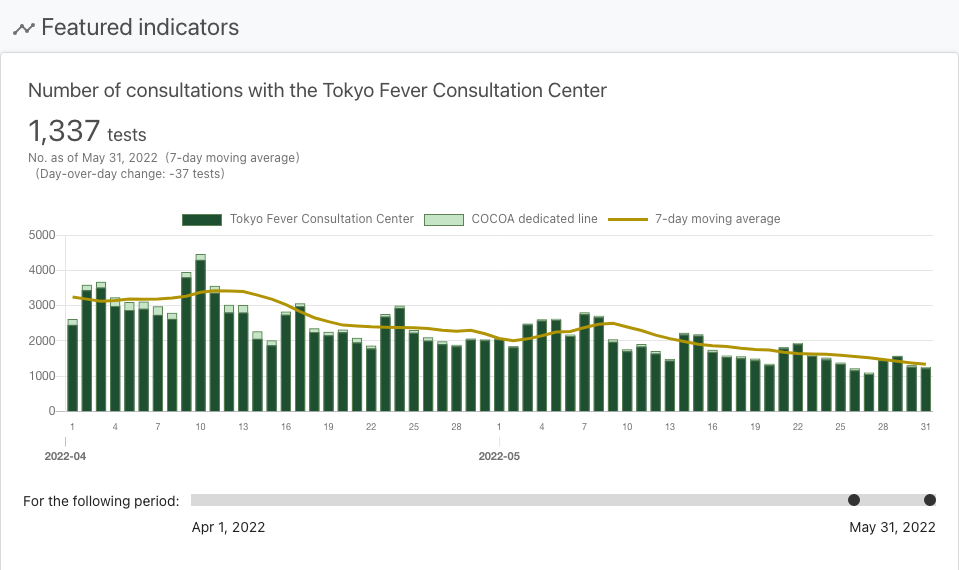 Featured indicators
Number of consultations with the Tokyo Fever Consultation Center
1,337 tests
No. as of May 31, 2022 (7-day moving average)
(Day-over-day change: -37 tests)
Tokyo Fever Consultation Center COCOA dedicated line 7-day moving average
5000
4000
3000
2000
1000
0
1 4 7 10 13 16 19 22 25 28 1 4 7 10 13 16 19 22 25 28 31
2022-04 2022-05
For the following period:
Apr 1, 2022 May 31, 2022